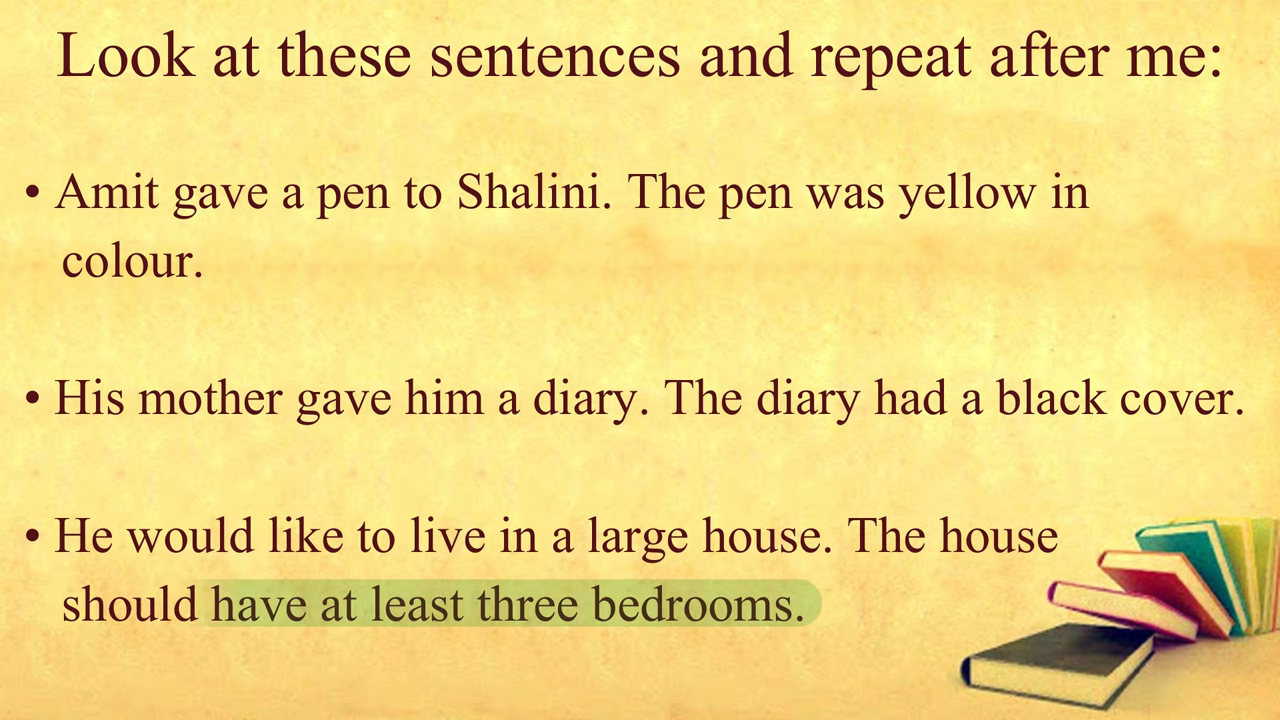 Look at these sentences and repeat after me:
• Amit gave a pen to Shalini. The pen was yellow in
colour.
• His mother gave him a diary. The diary had a black cover.
• He would like to live in a large house. The house
should have at least three bedrooms.